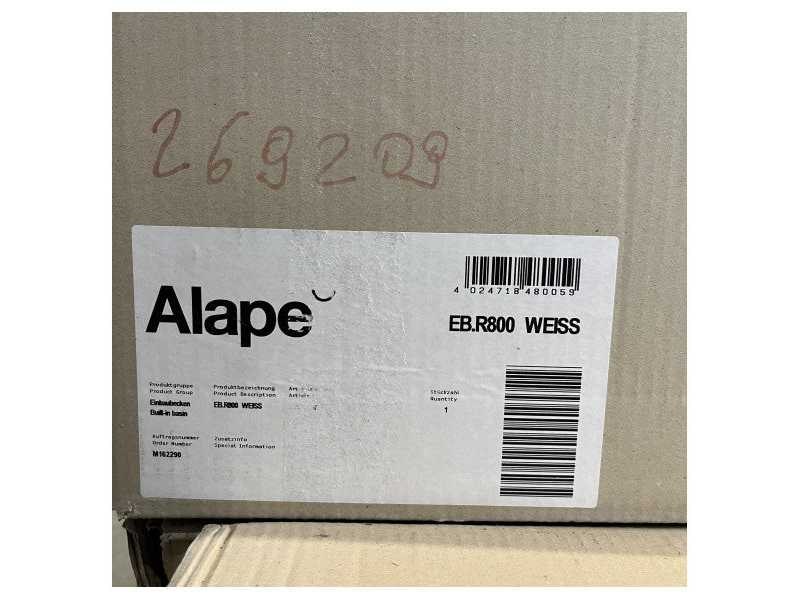 269209
Alape
4 024718 480059
EB.R800 WEISS
Produktgruppe
Product Group
Einbaubecken
Built-in basin
Produktbezeichnung
Product Description
EB.R800 WEISS
Stückzahl
Quantity
1
Auftragsnummer
Order Number
M162290
Zusatzinfo
Special Information